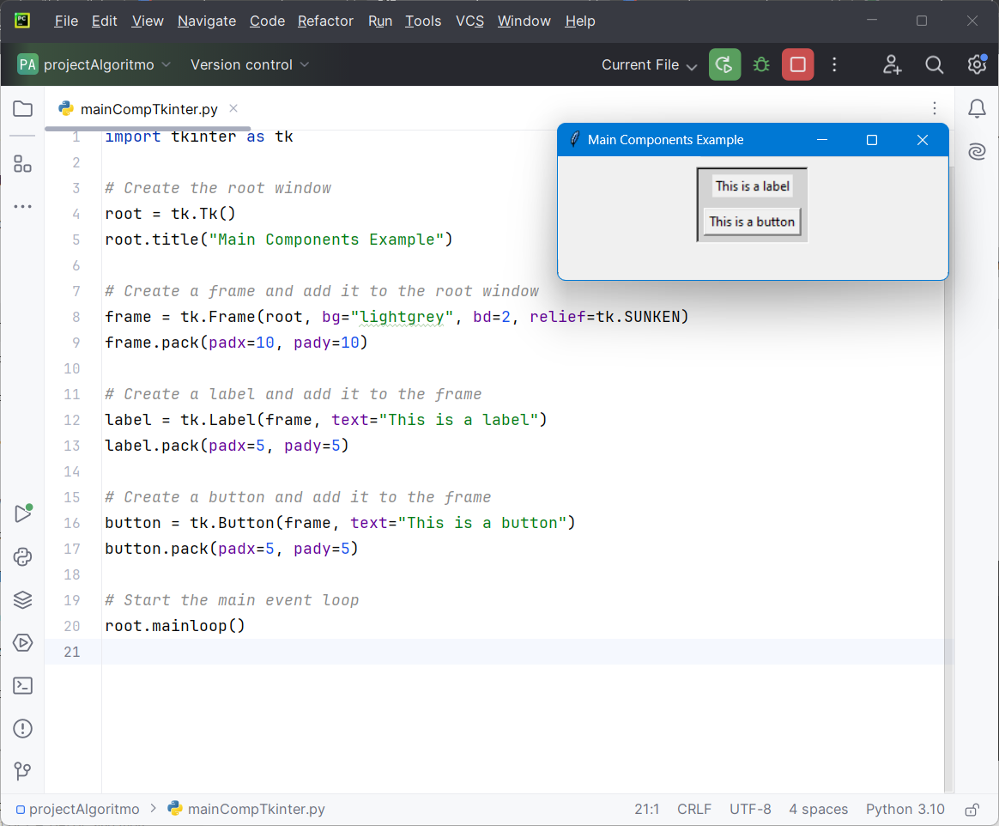 File Edit View Navigate Code Refactor Run Tools VCS Window Help
PA projectAlgoritmo Version control Current File
mainCompTkinter.py
1 import tkinter as tk
2
3 # Create the root window
4 root = tk.Tk()
5 root.title("Main Components Example")
6
7 # Create a frame and add it to the root window
8 frame = tk.Frame(root, bg="lightgrey", bd=2, relief=tk.SUNKEN)
9 frame.pack(padx=10, pady=10)
10
11 # Create a label and add it to the frame
12 label = tk.Label(frame, text="This is a label")
13 label.pack(padx=5, pady=5)
14
15 # Create a button and add it to the frame
16 button = tk.Button(frame, text="This is a button")
17 button.pack(padx=5, pady=5)
18
19 # Start the main event loop
20 root.mainloop()
21
Main Components Example
This is a label
This is a button
projectAlgoritmo > mainCompTkinter.py 21:1 CRLF UTF-8 4 spaces Python 3.10